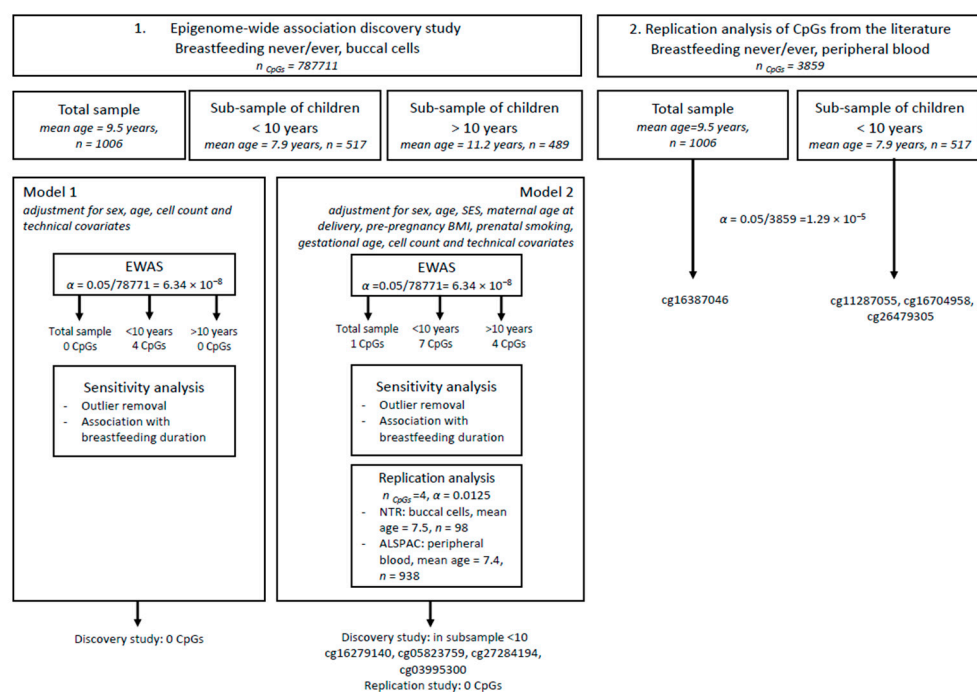 1. Epigenome-wide association discovery study
Breastfeeding never/ever, buccal cells
n CpGs = 787711
2. Replication analysis of CpGs from the literature
Breastfeeding never/ever, peripheral blood
n CpGs = 3859
Total sample
mean age = 9.5 years,
n = 1006
Sub-sample of children
< 10 years
mean age = 7.9 years, n = 517
Sub-sample of children
> 10 years
mean age = 11.2 years, n = 489
Total sample
mean age=9.5 years,
n = 1006
Sub-sample of children
< 10 years
mean age = 7.9 years, n = 517
Model 1
adjustment for sex, age, cell count and
technical covariates
EWAS
α = 0.05/78771 = 6.34 × 10⁻⁸
Total sample
0 CpGs
<10 years
4 CpGs
>10 years
0 CpGs
Sensitivity analysis
- Outlier removal
- Association with
breastfeeding duration
Discovery study: 0 CpGs
Model 2
adjustment for sex, age, SES, maternal age at
delivery, pre-pregnancy BMI, prenatal smoking,
gestational age, cell count and technical covariates
EWAS
α =0.05/78771= 6.34 × 10⁻⁸
Total sample
1 CpGs
<10 years
7 CpGs
>10 years
4 CpGs
Sensitivity analysis
- Outlier removal
- Association with
breastfeeding duration
Replication analysis
n CpGs =4, α = 0.0125
- NTR: buccal cells, mean
age = 7.5, n = 98
- ALSPAC: peripheral
blood, mean age = 7.4,
n = 938
Discovery study: in subsample <10
cg16279140, cg05823759, cg27284194,
cg03995300
Replication study: 0 CpGs
α = 0.05/3859 =1.29 × 10⁻⁵
cg16387046
cg11287055, cg16704958,
cg26479305